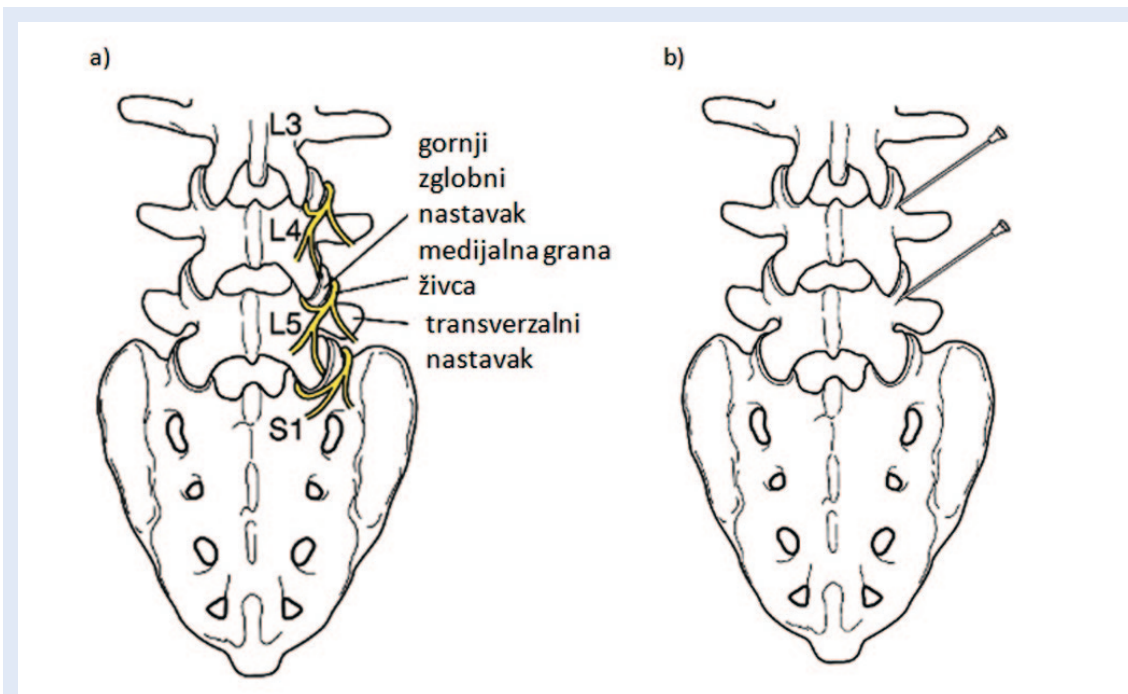 a)
b)
L3
gornji
zglobni
nastavak
L4
medijalna grana
živca
L5
transverzalni
nastavak
S1